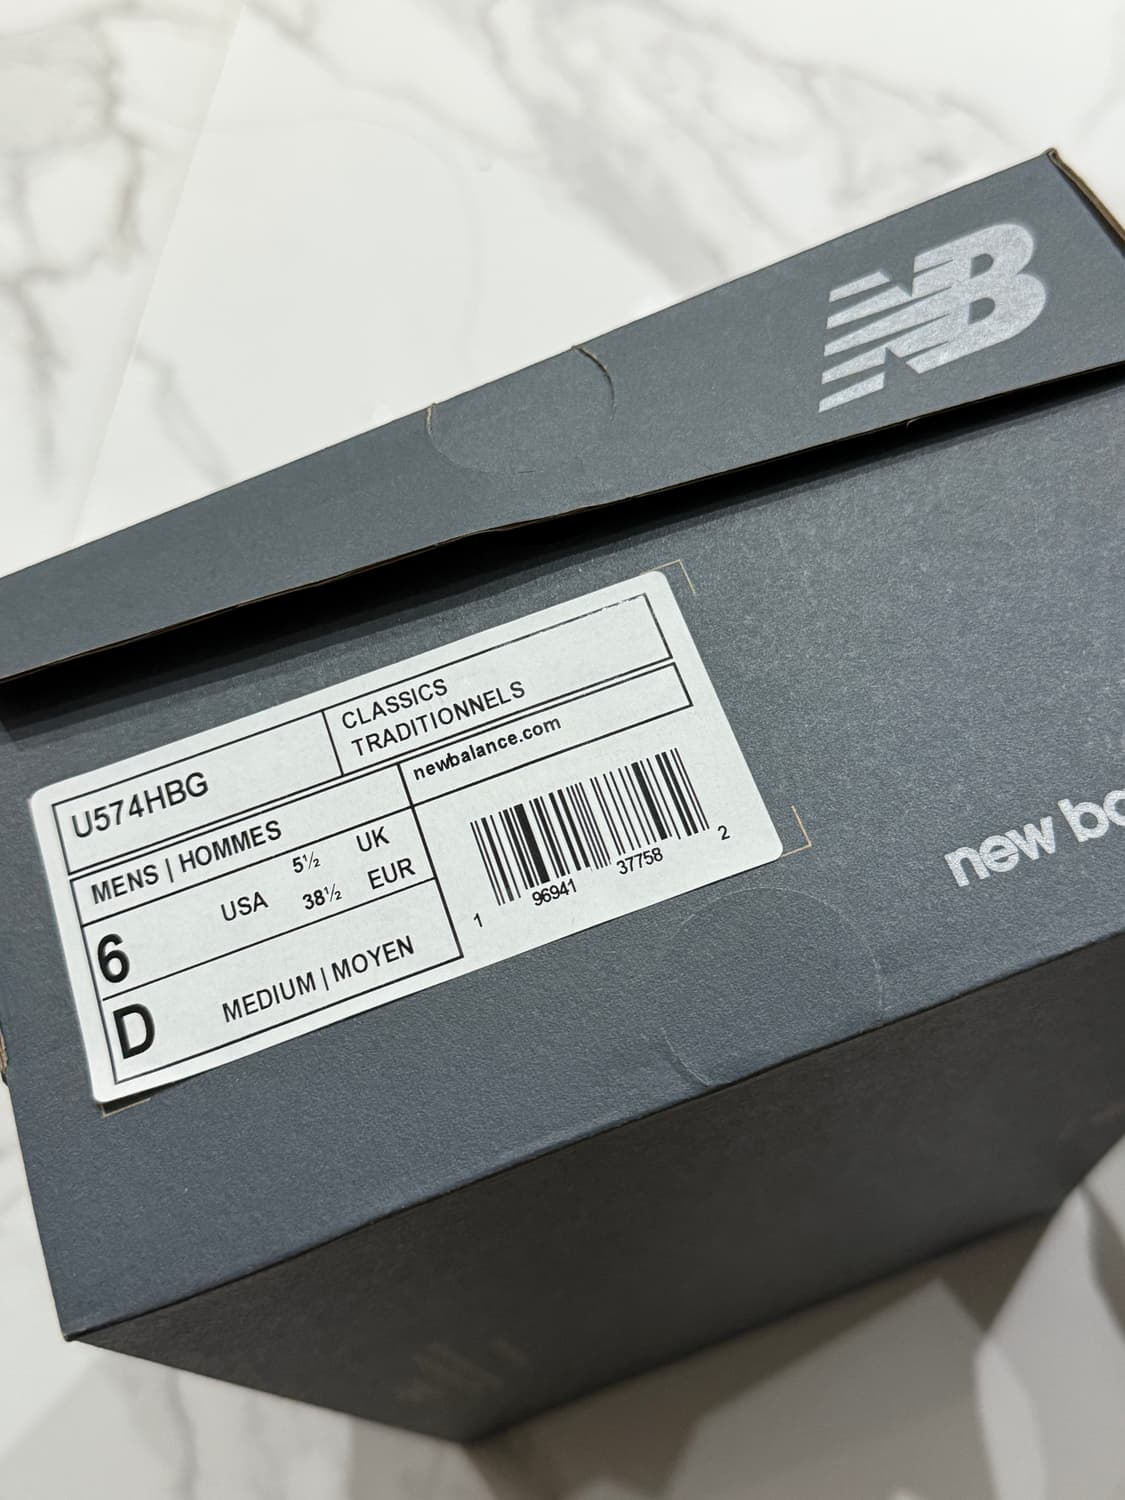 NB
U574HBG
CLASSICS
TRADITIONNELS
MENS | HOMMES
newbalance.com
6
USA
5½
UK
38½
EUR
D
MEDIUM | MOYEN
1 96941 37758 2
new ba